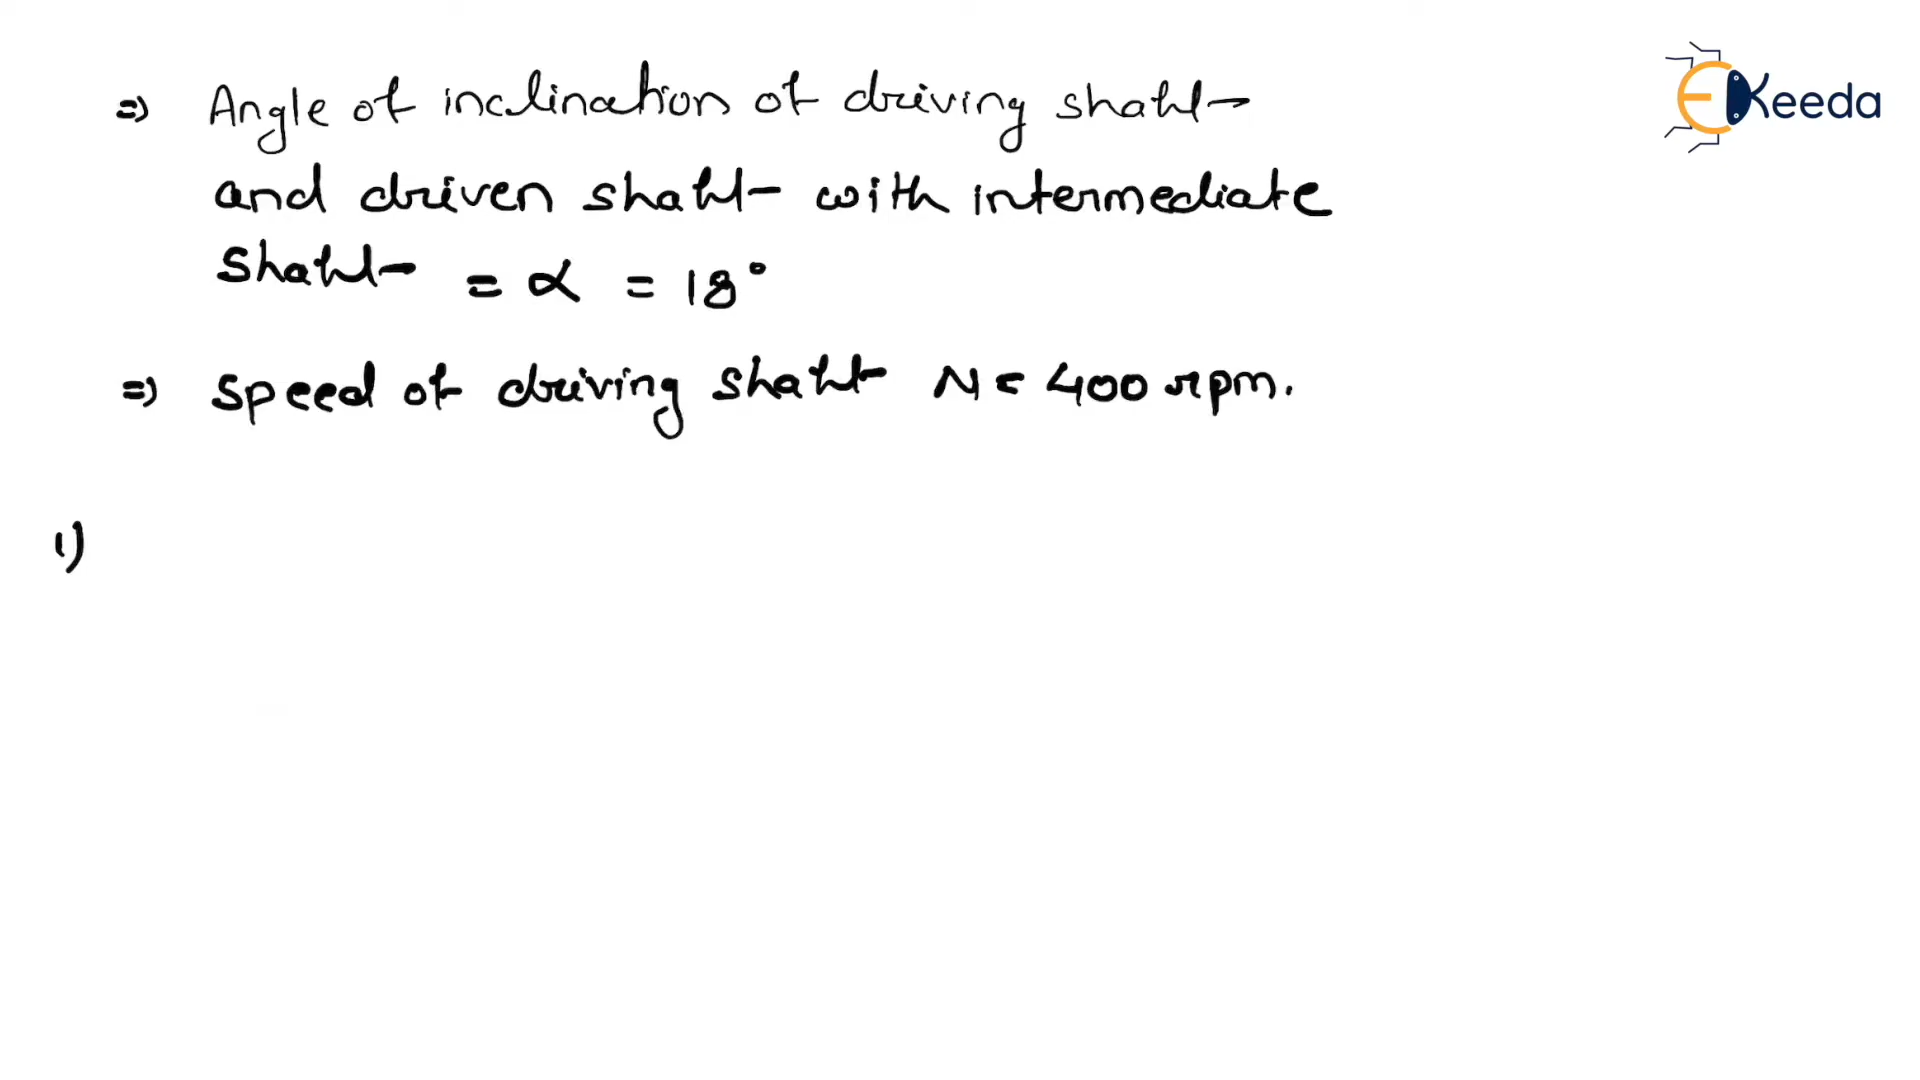 ⇒ Angle of inclination of driving shaft
and driven shaft with intermediate
shaft = α = 18°
⇒ speed of driving shaft N = 400 rpm.
1)
EKeeda